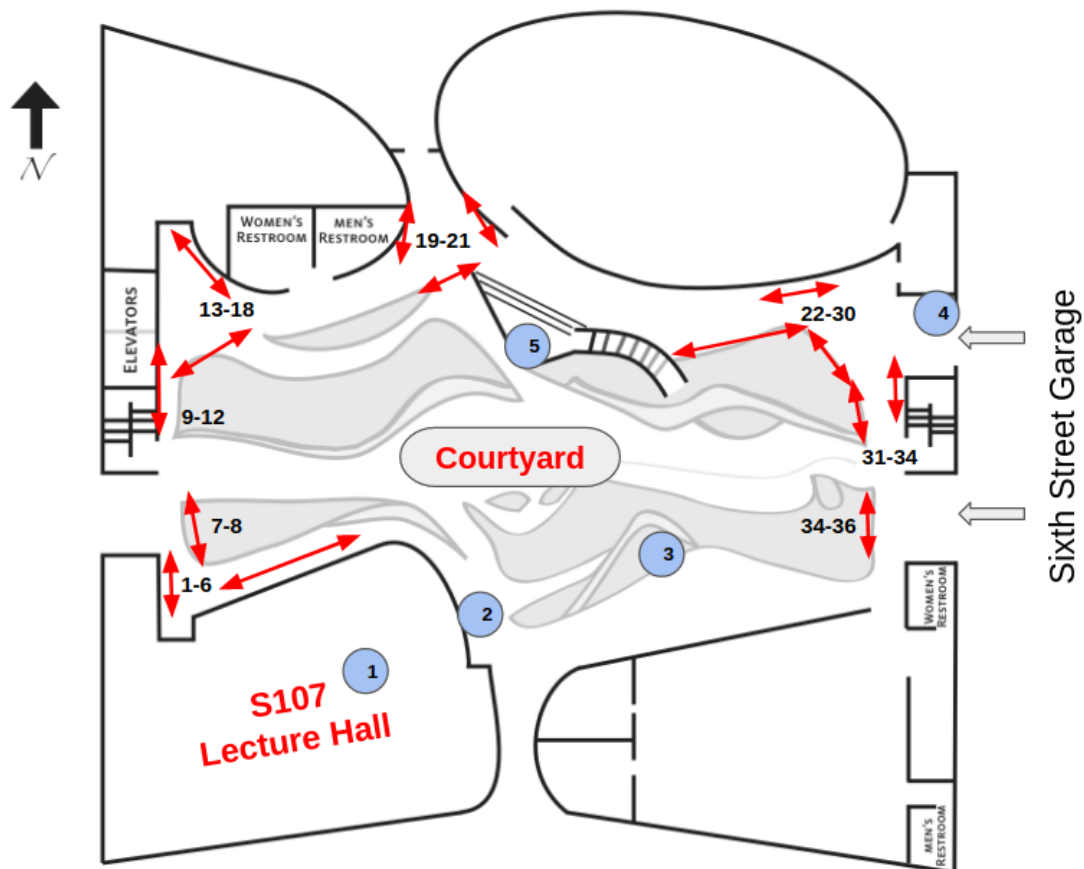 N
WOMEN'S
RESTROOM
MEN'S
RESTROOM
19-21
13-18
22-30
4
ELEVATORS
5
9-12
Courtyard
31-34
7-8
34-36
3
1-6
2
WOMEN'S
RESTROOM
1
S107
Lecture Hall
MEN'S
RESTROOM
Sixth Street Garage